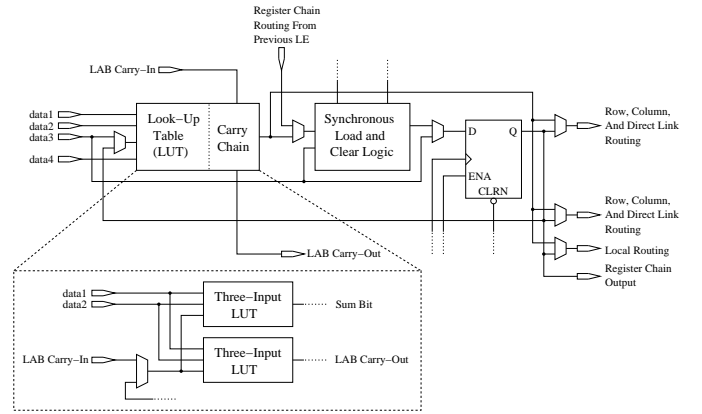 Register Chain
Routing From
Previous LE
LAB Carry−In
data1
data2
data3
data4
Look−Up
Table
(LUT)
Carry
Chain
Synchronous
Load and
Clear Logic
D
Q
ENA
CLRN
Row, Column,
And Direct Link
Routing
Row, Column,
And Direct Link
Routing
Local Routing
Register Chain
Output
LAB Carry−Out
data1
data2
Three−Input
LUT
Sum Bit
LAB Carry−In
Three−Input
LUT
LAB Carry−Out